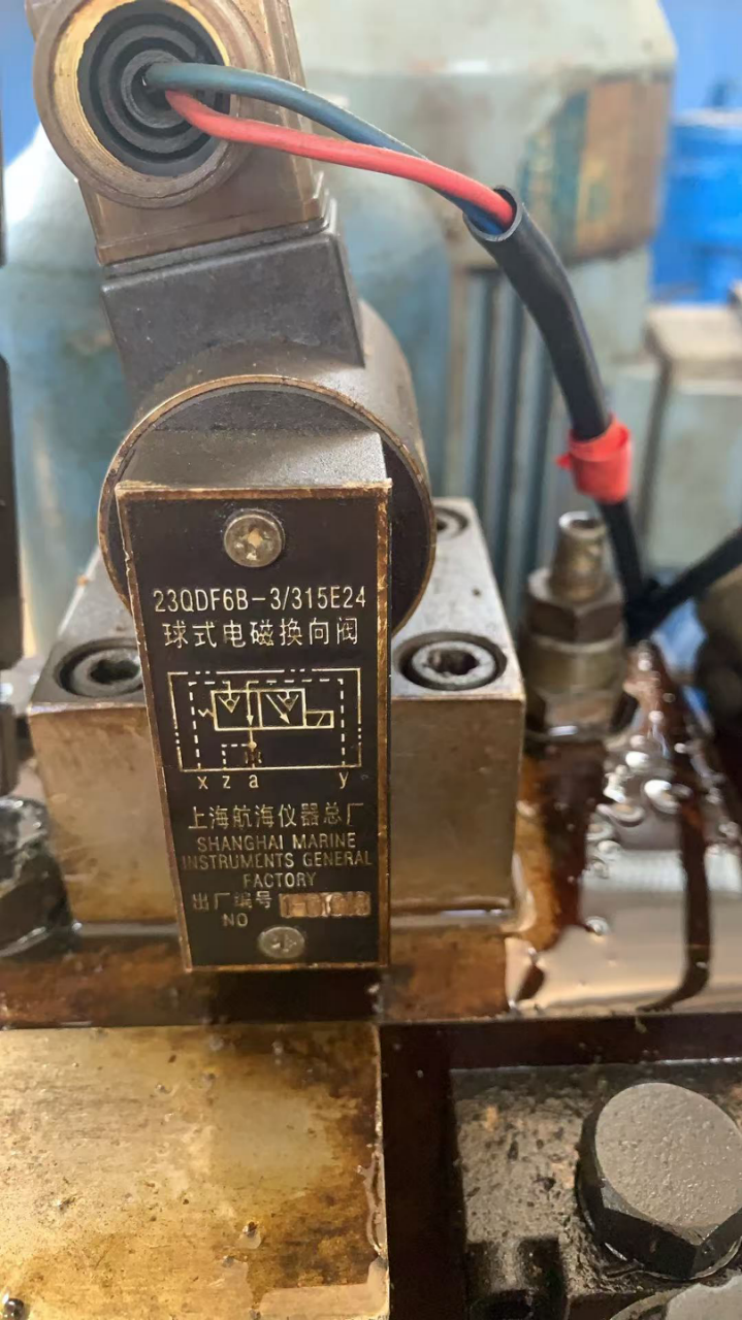 23QDF6B-3/315E24
球式电磁换向阀
x z a y
上海航海仪器总厂
SHANGHAI MARINE
INSTRUMENTS GENERAL
FACTORY
出厂编号
NO